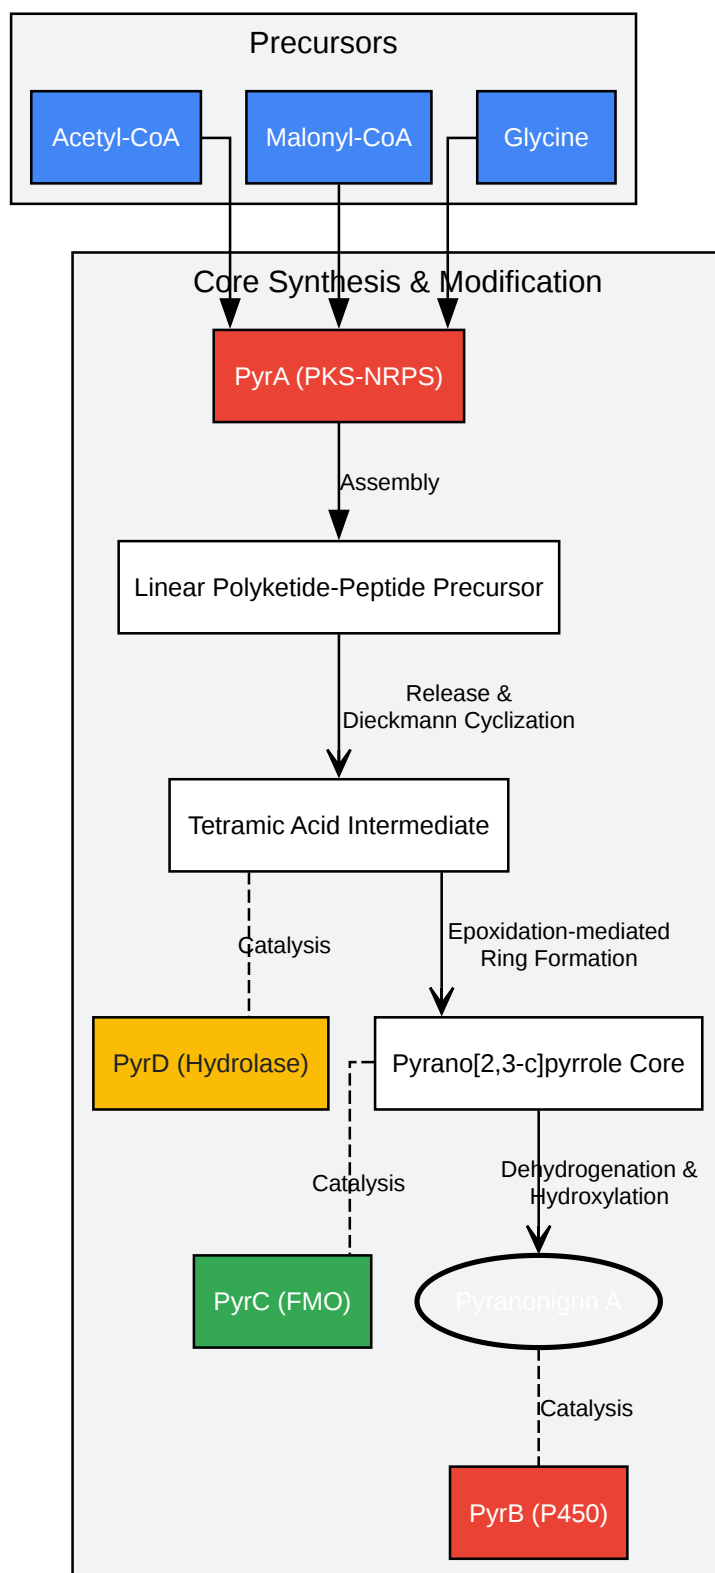 Precursors
Acetyl-CoA
Malonyl-CoA
Glycine
Core Synthesis & Modification
PyrA (PKS-NRPS)
Assembly
Linear Polyketide-Peptide Precursor
Release &
Dieckmann Cyclization
Tetramic Acid Intermediate
Catalysis
Epoxidation-mediated
Ring Formation
PyrD (Hydrolase)
Pyrano[2,3-c]pyrrole Core
Catalysis
Dehydrogenation &
Hydroxylation
PyrC (FMO)
Pyranonigrin A
Catalysis
PyrB (P450)